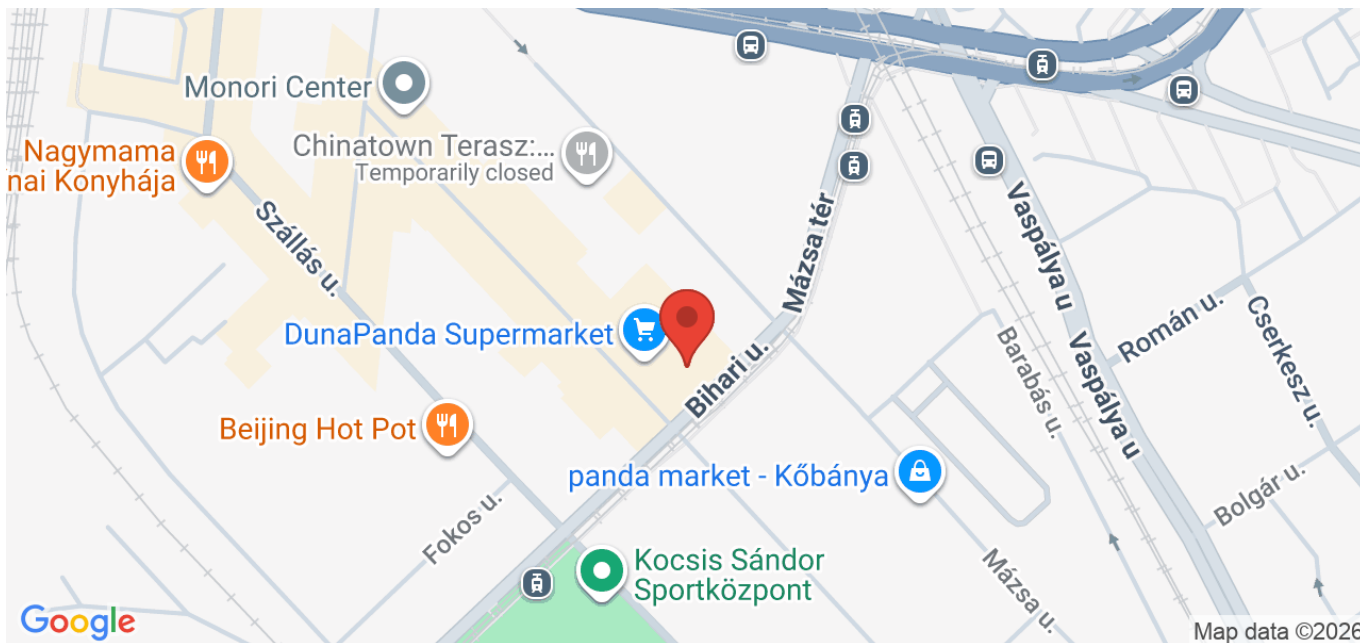 Monori Center
Chinatown Terasz:...
Temporarily closed
Nagymama
nai Konyhája
Szállás u.
Mázsa tér
Vaspálya u
Román u.
Cserkesz u.
DunaPanda Supermarket
Barabás u.
Vaspálya u
Bihari u.
Beijing Hot Pot
panda market - Kőbánya
Bolgár u.
Fokos u.
Kocsis Sándor
Sportközpont
Mázsa u.
Google
Map data ©2026